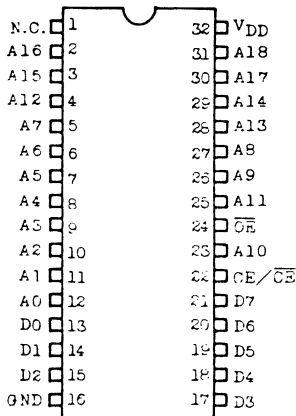 N.C. 1 32 VDD
A16 2 31 A18
A15 3 30 A17
A12 4 29 A14
A7 5 28 A13
A6 6 27 A8
A5 7 26 A9
A4 8 25 A11
A3 9 24 OE
A2 10 23 A10
A1 11 22 CE/CE
A0 12 21 D7
D0 13 20 D6
D1 14 19 D5
D2 15 18 D4
GND 16 17 D3